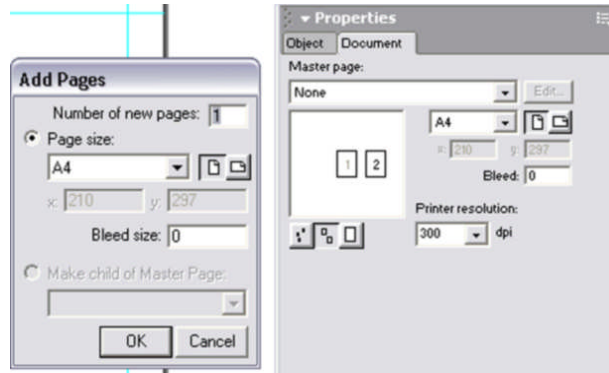 Add Pages
Number of new pages: 1
Page size:
A4
x: 210 y: 297
Bleed size: 0
Make child of Master Page:
OK Cancel
Properties
Object Document
Master page:
None Edit...
A4
x: 210 y: 297
1 2
Bleed: 0
Printer resolution:
300 dpi